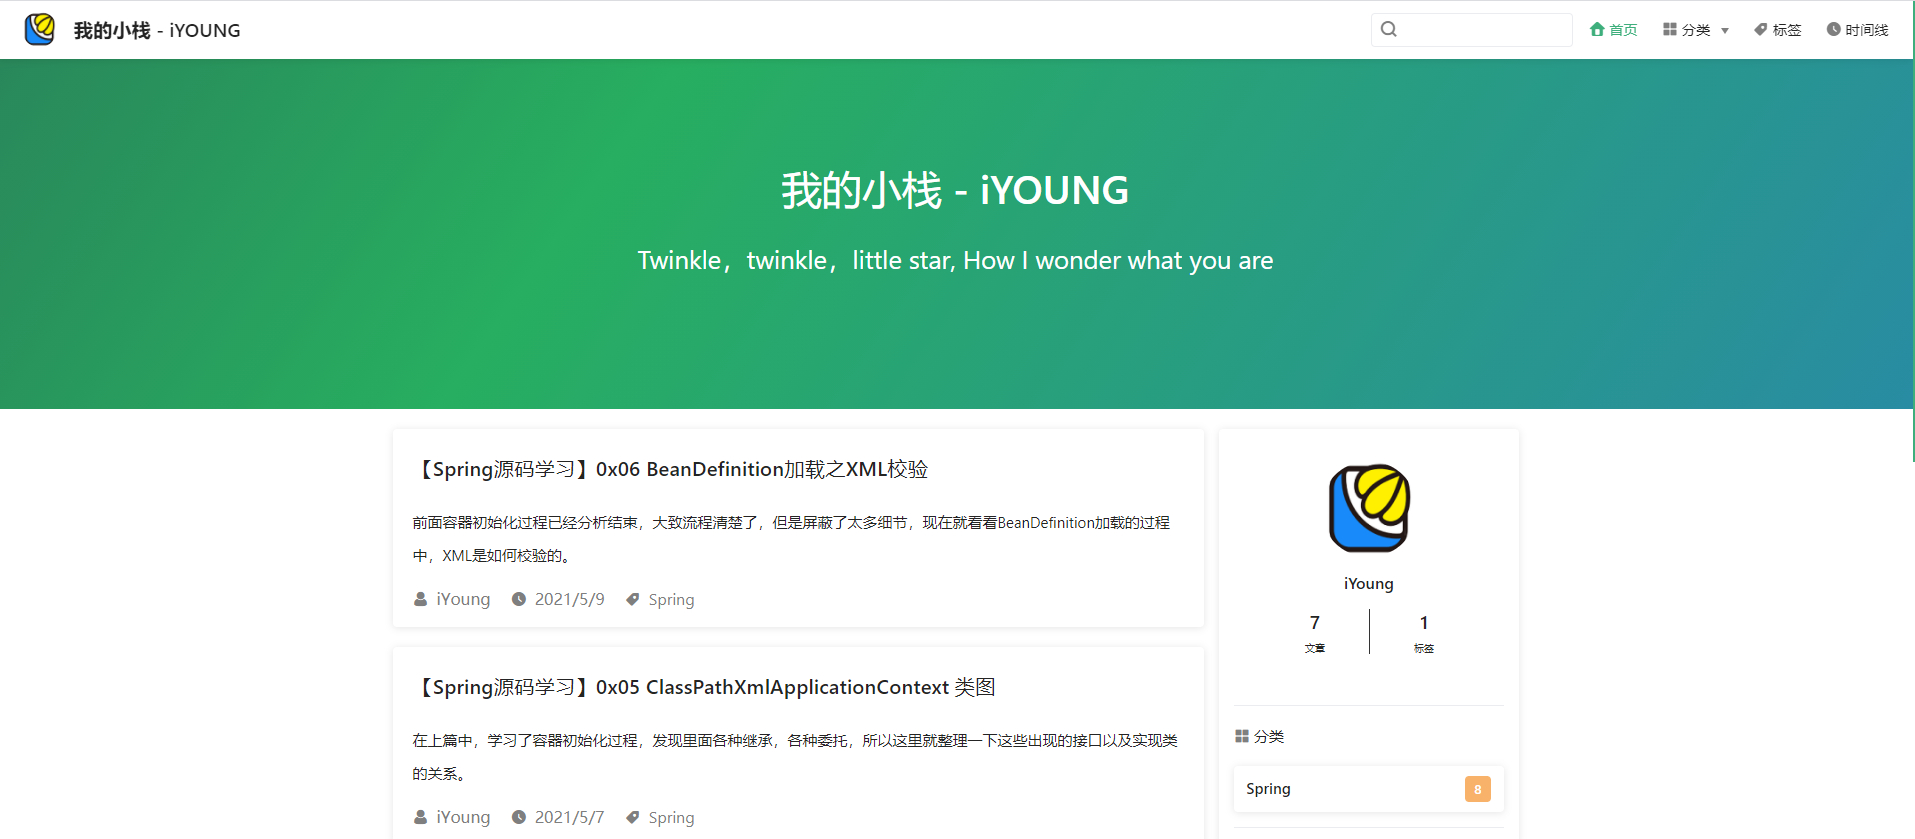 我的小栈 - iYOUNG
首页
分类
标签
时间线
我的小栈 - iYOUNG
Twinkle，twinkle，little star, How I wonder what you are
【Spring源码学习】0x06 BeanDefinition加载之XML校验
前面容器初始化过程已经分析结束，大致流程清楚了，但是屏蔽了太多细节，现在就看看BeanDefinition加载的过程
中，XML是如何校验的。
iYoung 2021/5/9 Spring
【Spring源码学习】0x05 ClassPathXmlApplicationContext 类图
在上篇中，学习了容器初始化过程，发现里面各种继承，各种委托，所以这里就整理一下这些出现的接口以及实现类
的关系。
iYoung 2021/5/7 Spring
iYoung
7 1
文章 标签
分类
Spring 8